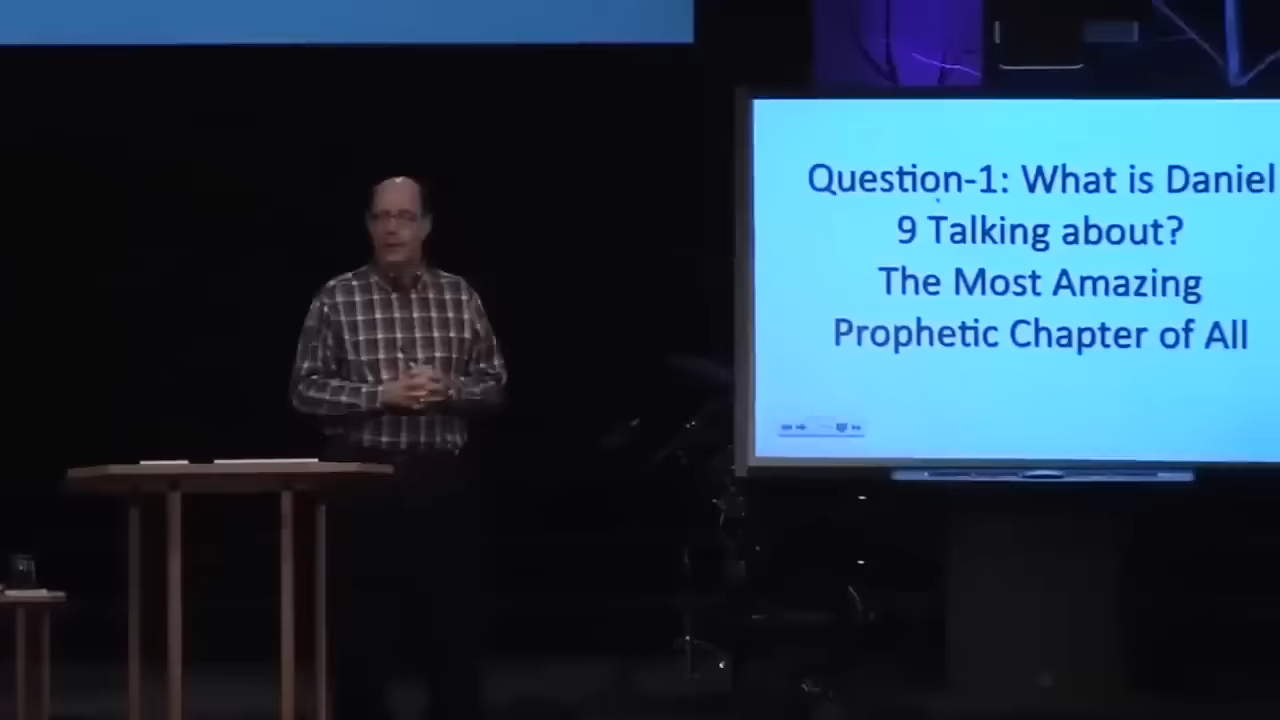 Question-1: What is Daniel
9 Talking about?
The Most Amazing
Prophetic Chapter of All